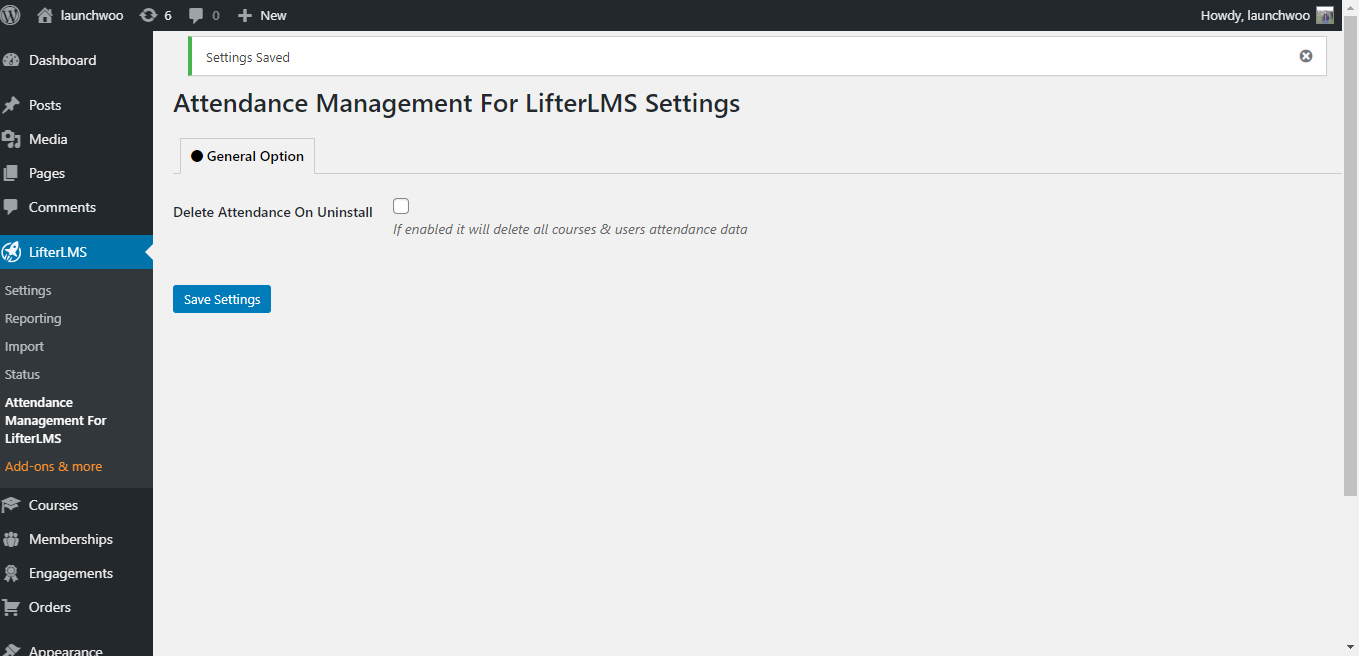 launchwoo 6 0 New Howdy, launchwoo
Dashboard
Posts
Media
Pages
Comments
LifterLMS
Settings
Reporting
Import
Status
Attendance
Management For
LifterLMS
Add-ons & more
Courses
Memberships
Engagements
Orders
Appearance
Settings Saved
Attendance Management For LifterLMS Settings
General Option
Delete Attendance On Uninstall
If enabled it will delete all courses & users attendance data
Save Settings